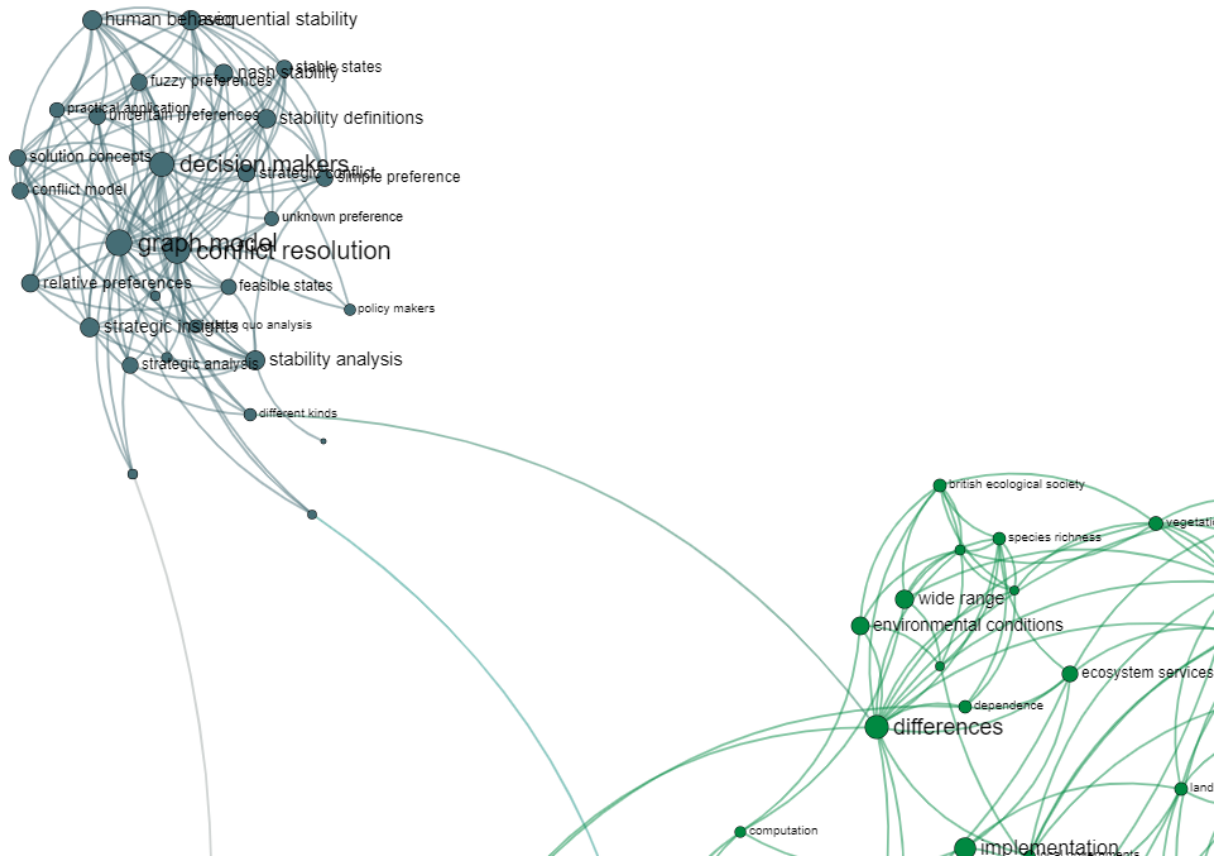 human behavior
sequential stability
stable states
nash stability
fuzzy preferences
practical application
uncertain preferences
stability definitions
solution concepts
decision makers
strategic conflict
simple preference
conflict model
unknown preference
graph model
conflict resolution
relative preferences
feasible states
policy makers
strategic insights
quo analysis
stability analysis
strategic analysis
different kinds
british ecological society
vegetati
species richness
wide range
environmental conditions
ecosystem services
dependence
differences
land
computation
implementation